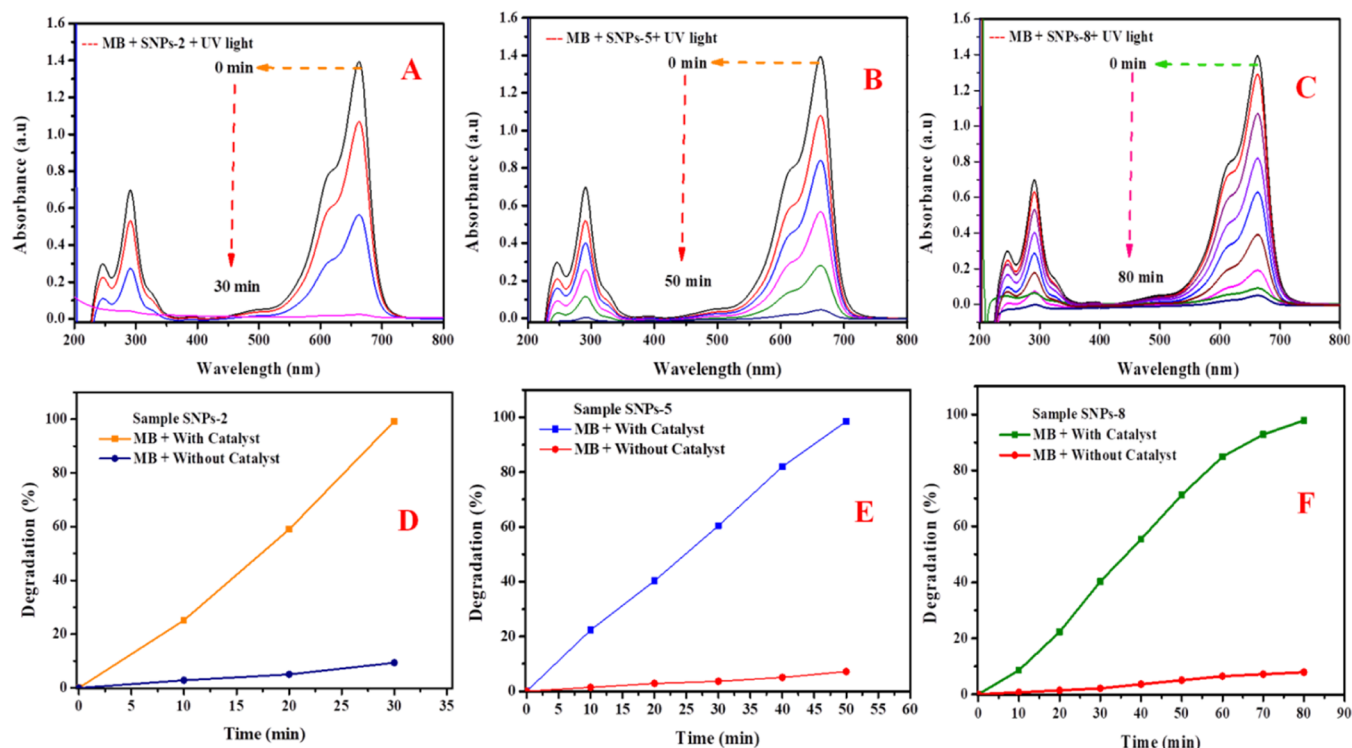 MB + SNPs-2 + UV light
A
0 min
30 min
1.6
1.4
1.2
1.0
0.8
0.6
0.4
0.2
0.0
Absorbance (a.u)
200 300 400 500 600 700 800
Wavelength (nm)
MB + SNPs-5+ UV light
B
0 min
50 min
1.6
1.4
1.2
1.0
0.8
0.6
0.4
0.2
0.0
Absorbance (a.u)
200 300 400 500 600 700 800
Wavelength (nm)
MB + SNPs-8+ UV light
C
0 min
80 min
1.6
1.4
1.2
1.0
0.8
0.6
0.4
0.2
0.0
Absorbance (a.u)
200 300 400 500 600 700 800
Wavelength (nm)
Sample SNPs-2
MB + With Catalyst
MB + Without Catalyst
D
100
80
60
40
20
0
Degradation (%)
0 5 10 15 20 25 30 35
Time (min)
Sample SNPs-5
MB + With Catalyst
MB + Without Catalyst
E
100
80
60
40
20
0
Degradation (%)
0 5 10 15 20 25 30 35 40 45 50 55 60
Time (min)
Sample SNPs-8
MB + With Catalyst
MB + Without Catalyst
F
100
80
60
40
20
0
Degradation (%)
0 10 20 30 40 50 60 70 80 90
Time (min)